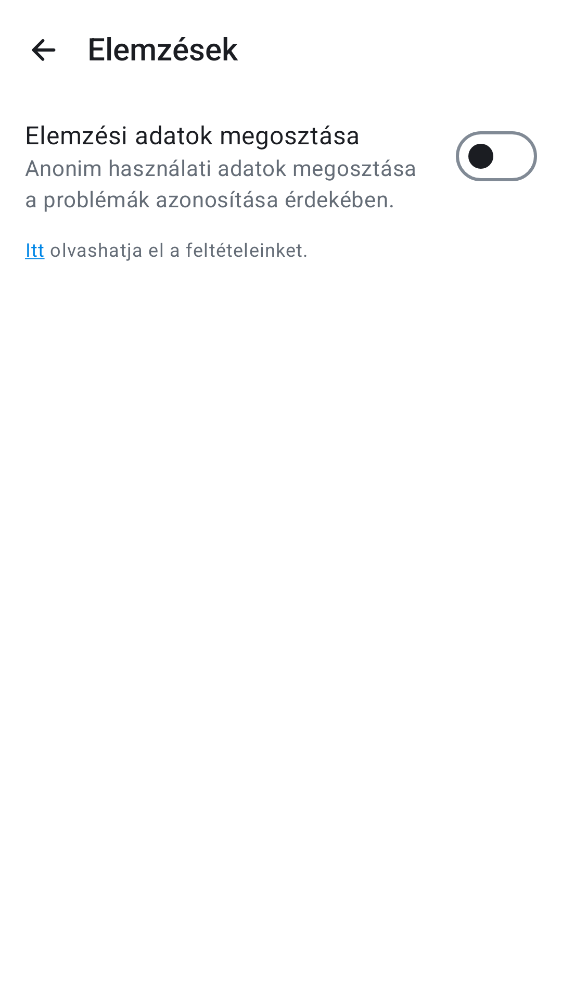 Elemzések
Elemzési adatok megosztása
Anonim használati adatok megosztása
a problémák azonosítása érdekében.
Itt olvashatja el a feltételeinket.